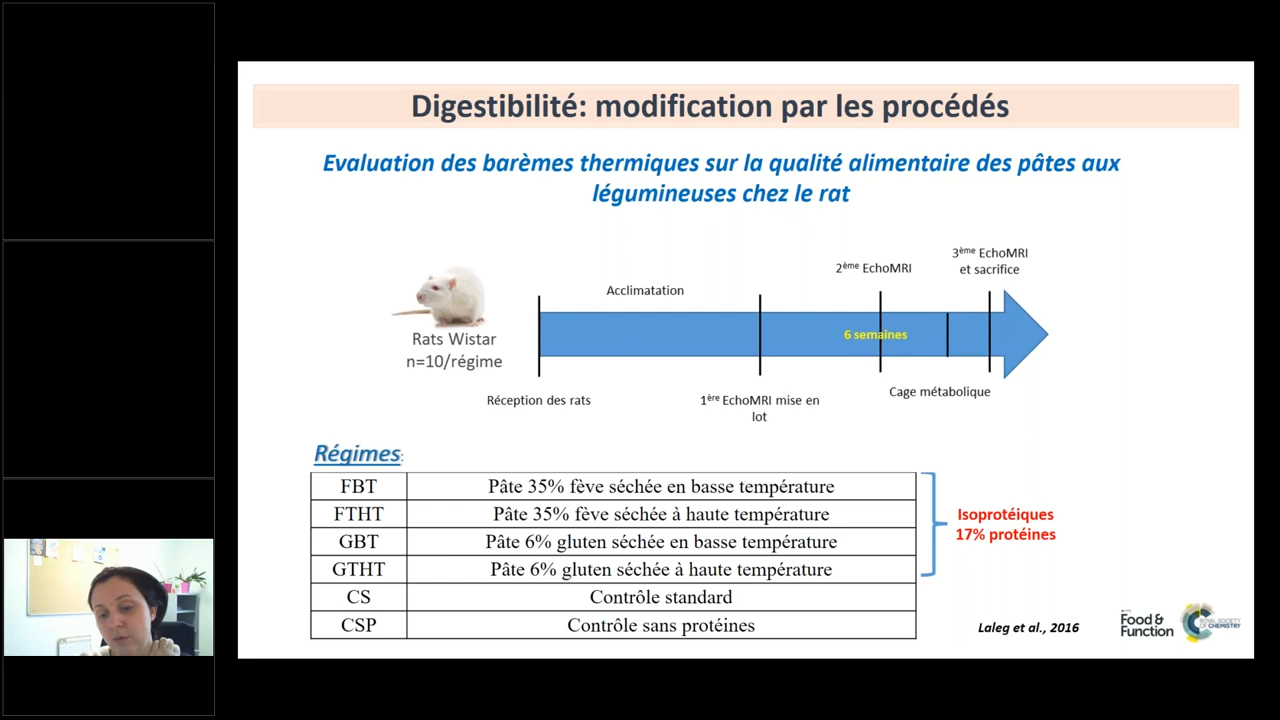 Digestibilité: modification par les procédés
Evaluation des barèmes thermiques sur la qualité alimentaire des pâtes aux
légumineuses chez le rat
3ème EchoMRI
et sacrifice
2ème EchoMRI
Acclimatation
6 semaines
Rats Wistar
n=10/régime
Cage métabolique
Réception des rats
1ère EchoMRI mise en
lot
Régimes:
FBT Pâte 35% fève séchée en basse température
FTHT Pâte 35% fève séchée à haute température
GBT Pâte 6% gluten séchée en basse température
GTHT Pâte 6% gluten séchée à haute température
CS Contrôle standard
CSP Contrôle sans protéines
Isoprotéiques
17% protéines
Laleg et al., 2016
Food &
Function
ROYAL SOCIETY
OF CHEMISTRY